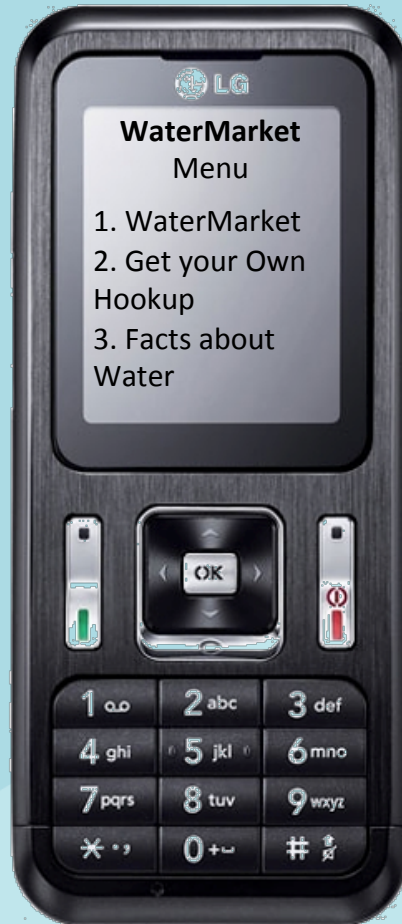 LG
WaterMarket
Menu
1. WaterMarket
2. Get your Own
Hookup
3. Facts about
Water
OK
1
2 abc
3 def
4 ghi
5 jkl
6 mno
7 pqrs
8 tuv
9 wxyz
* . ,
0 +
#